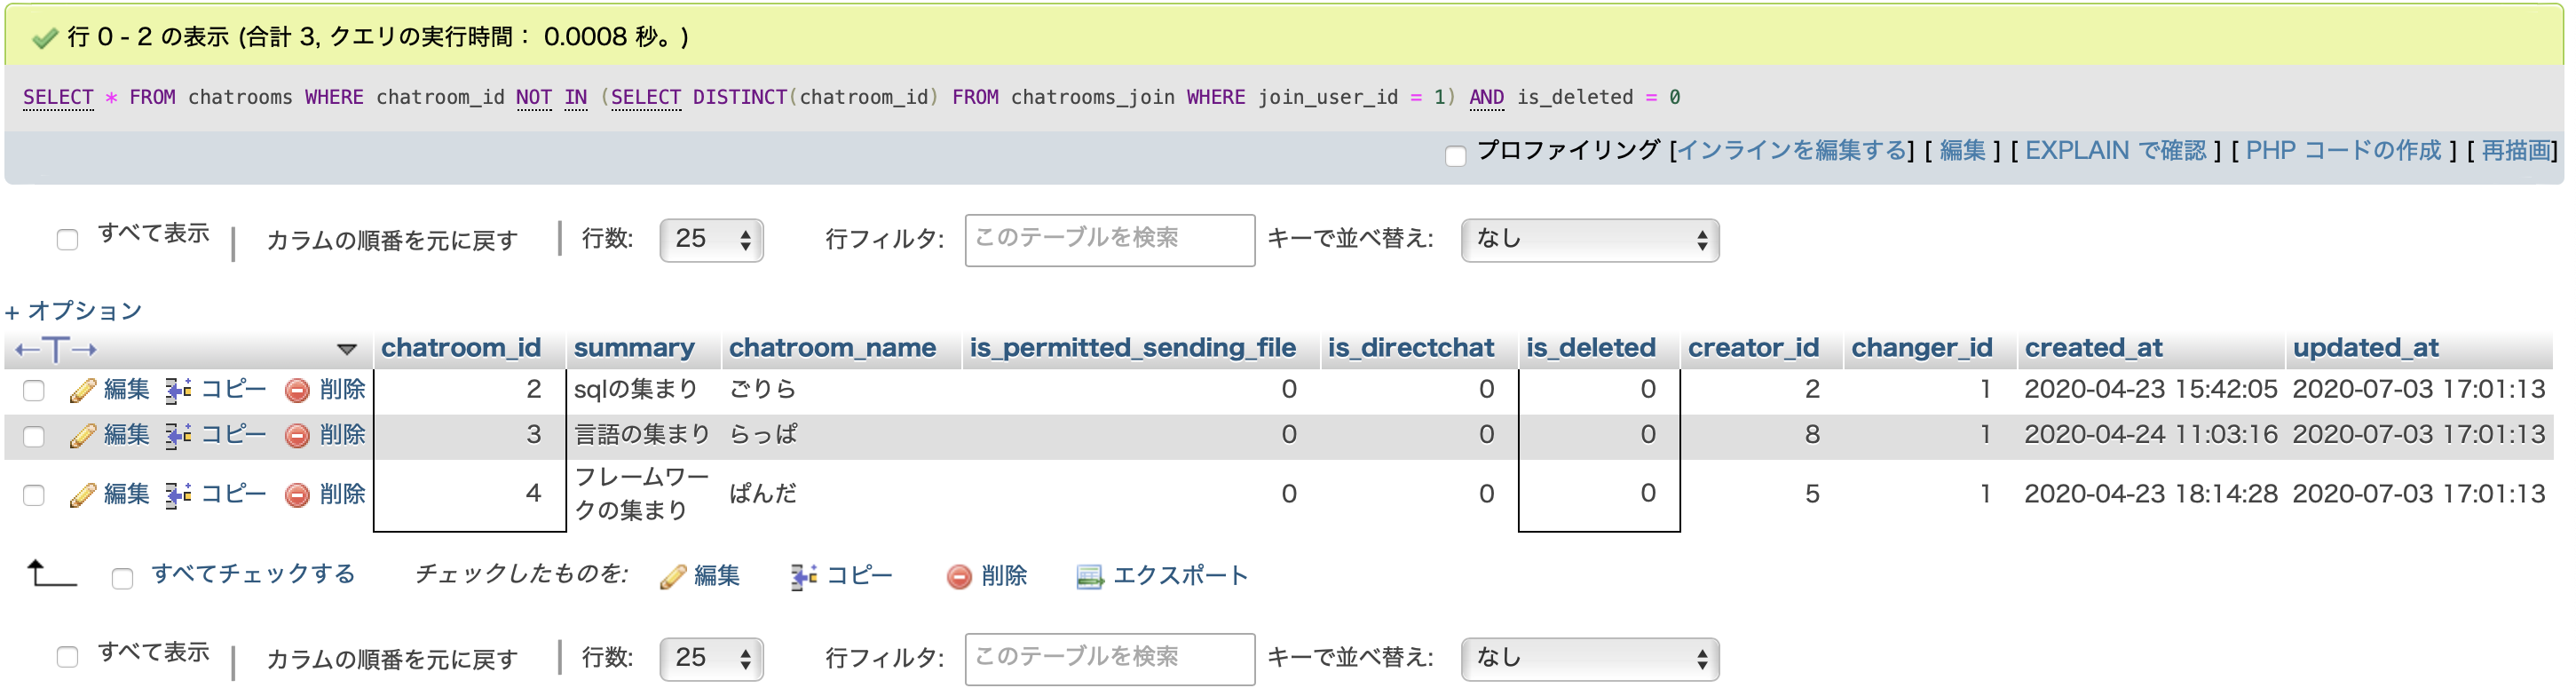 行 0 - 2 の表示 (合計 3, クエリの実行時間： 0.0008 秒。)
SELECT * FROM chatrooms WHERE chatroom_id NOT IN (SELECT DISTINCT(chatroom_id) FROM chatrooms_join WHERE join_user_id = 1) AND is_deleted = 0
プロファイリング [インラインを編集する] [ 編集 ] [ EXPLAIN で確認 ] [ PHP コードの作成 ] [ 再描画]
すべて表示 | カラムの順番を元に戻す | 行数: 25 行フィルタ: このテーブルを検索 キーで並べ替え: なし
+ オプション
←T→ chatroom_id summary chatroom_name is_permitted_sending_file is_directchat is_deleted creator_id changer_id created_at updated_at
編集 コピー 削除 2 sqlの集まり ごりら 0 0 0 2 1 2020-04-23 15:42:05 2020-07-03 17:01:13
編集 コピー 削除 3 言語の集まり らっぱ 0 0 0 8 1 2020-04-24 11:03:16 2020-07-03 17:01:13
編集 コピー 削除 4 フレームワー
クの集まり ぱんだ 0 0 0 5 1 2020-04-23 18:14:28 2020-07-03 17:01:13
すべてチェックする チェックしたものを: 編集 コピー 削除 エクスポート
すべて表示 | カラムの順番を元に戻す | 行数: 25 行フィルタ: このテーブルを検索 キーで並べ替え: なし